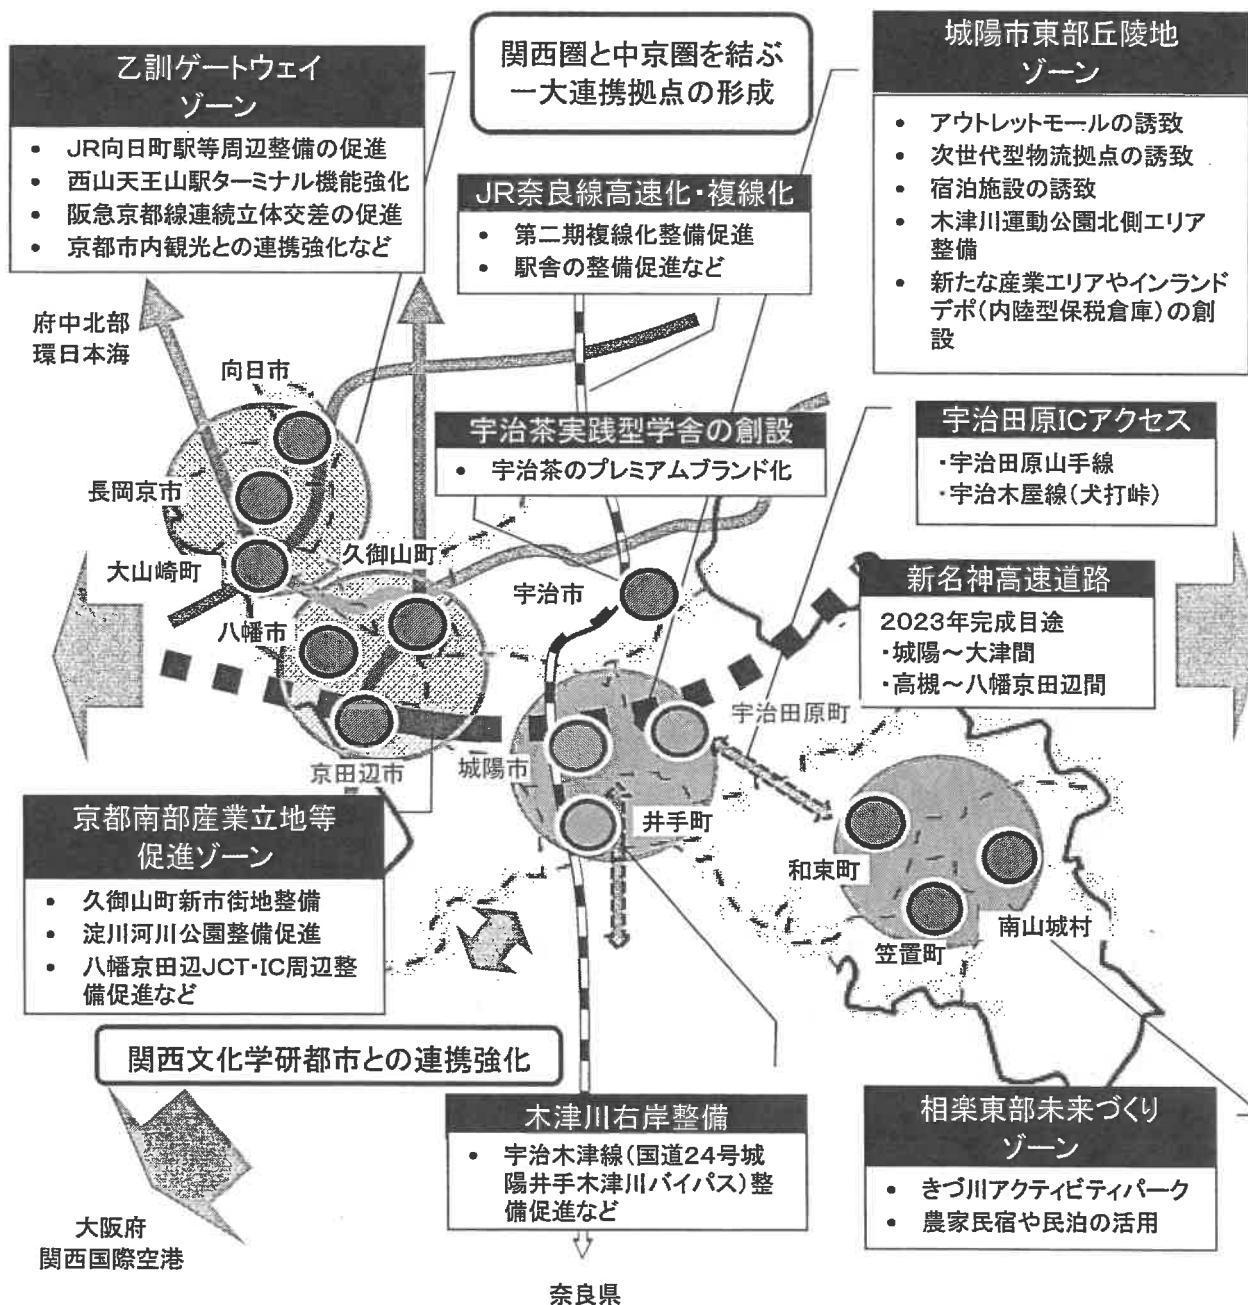 乙訓ゲートウェイ
ゾーン
• JR向日町駅等周辺整備の促進
• 西山天王山駅ターミナル機能強化
• 阪急京都線連続立体交差の促進
• 京都市内観光との連携強化など
関西圏と中京圏を結ぶ
一大連携拠点の形成
城陽市東部丘陵地
ゾーン
• アウトレットモールの誘致
• 次世代型物流拠点の誘致
• 宿泊施設の誘致
• 木津川運動公園北側エリア
整備
• 新たな産業エリアやインランド
デポ(内陸型保税倉庫)の創
設
JR奈良線高速化・複線化
• 第二期複線化整備促進
• 駅舎の整備促進など
府中北部
環日本海
向日市
宇治茶実践型学舎の創設
• 宇治茶のプレミアムブランド化
宇治田原ICアクセス
・宇治田原山手線
・宇治木屋線(犬打峠)
長岡京市
大山崎町
久御山町
宇治市
八幡市
新名神高速道路
2023年完成目途
・城陽～大津間
・高槻～八幡京田辺間
宇治田原町
京田辺市
城陽市
井手町
京都南部産業立地等
促進ゾーン
• 久御山町新市街地整備
• 淀川河川公園整備促進
• 八幡京田辺JCT・IC周辺整
備促進など
和束町
南山城村
笠置町
関西文化学研都市との連携強化
木津川右岸整備
• 宇治木津線(国道24号城
陽井手木津川バイパス)整
備促進など
相楽東部未来づくり
ゾーン
• きづ川アクティビティパーク
• 農家民宿や民泊の活用
大阪府
関西国際空港
奈良県